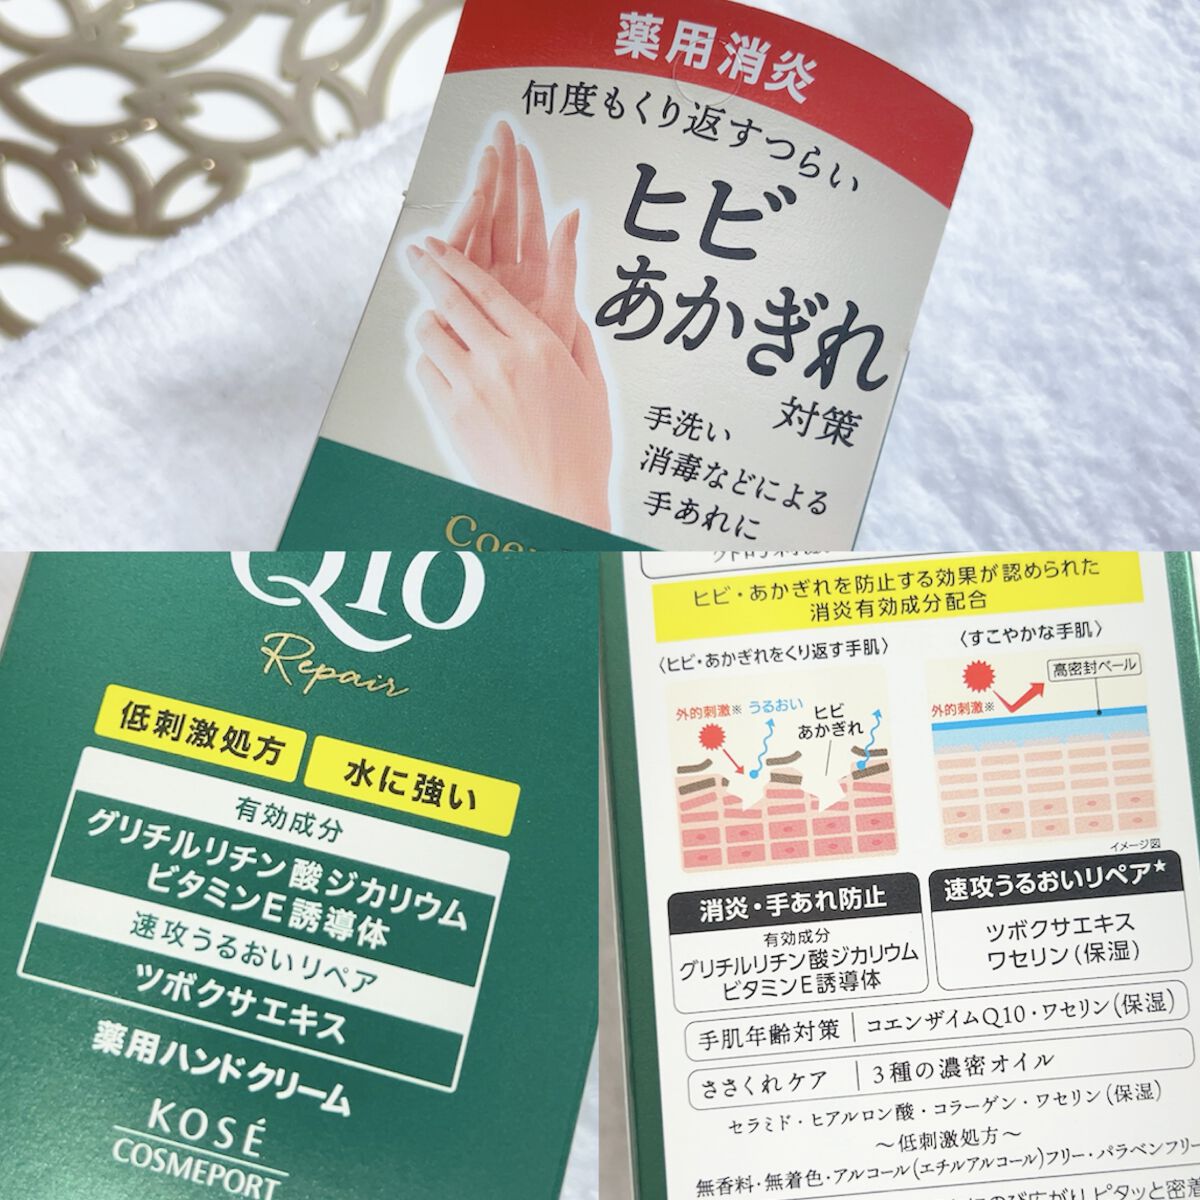 薬用消炎
何度もくり返すつらい
ヒビ
あかぎれ
対策
手洗い
消毒などによる
手あれに
Q10
Repair
低刺激処方
水に強い
有効成分
グリチルリチン酸ジカリウム
ビタミンE誘導体
速攻うるおいリペア
ツボクサエキス
薬用ハンドクリーム
KOSÉ
COSMEPORT
ヒビ・あかぎれを防止する効果が認められた
消炎有効成分配合
〈ヒビ・あかぎれをくり返す手肌〉
外的刺激※
うるおい
ヒビ
あかぎれ
〈すこやかな手肌〉
高密封ベール
外的刺激※
イメージ図
消炎・手あれ防止
有効成分
グリチルリチン酸ジカリウム
ビタミンE誘導体
速攻うるおいリペア★
ツボクサエキス
ワセリン(保湿)
手肌年齢対策 | コエンザイムQ10・ワセリン(保湿)
ささくれケア | 3種の濃密オイル
セラミド・ヒアルロン酸・コラーゲン・ワセリン(保湿)
～低刺激処方～
無香料・無着色・アルコール(エチルアルコール)フリー・パラベンフリー